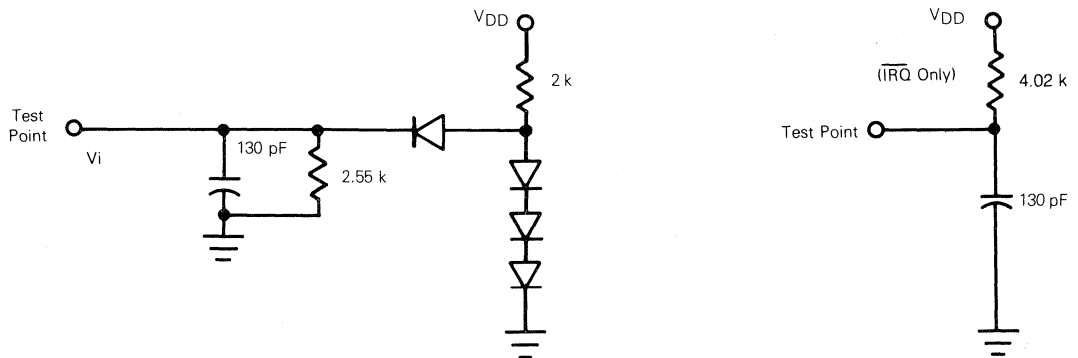 VDD
2 k
Test
Point
Vi
130 pF
2.55 k
VDD
(IRQ Only)
4.02 k
Test Point
130 pF